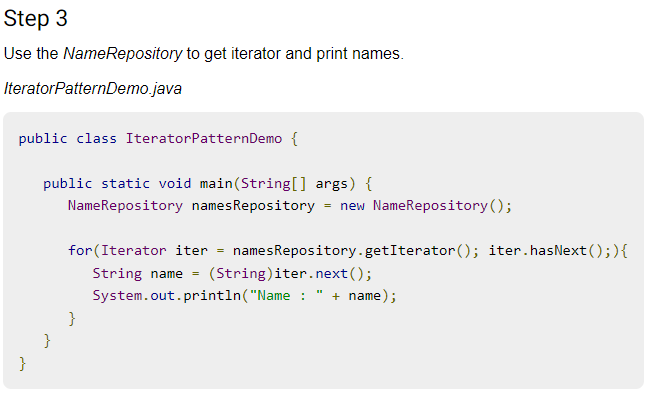 Step 3
Use the NameRepository to get iterator and print names.
IteratorPatternDemo.java
public class IteratorPatternDemo {
public static void main(String[] args) {
NameRepository namesRepository = new NameRepository();
for(Iterator iter = namesRepository.getIterator(); iter.hasNext();){
String name = (String)iter.next();
System.out.println("Name : " + name);
}
}
}